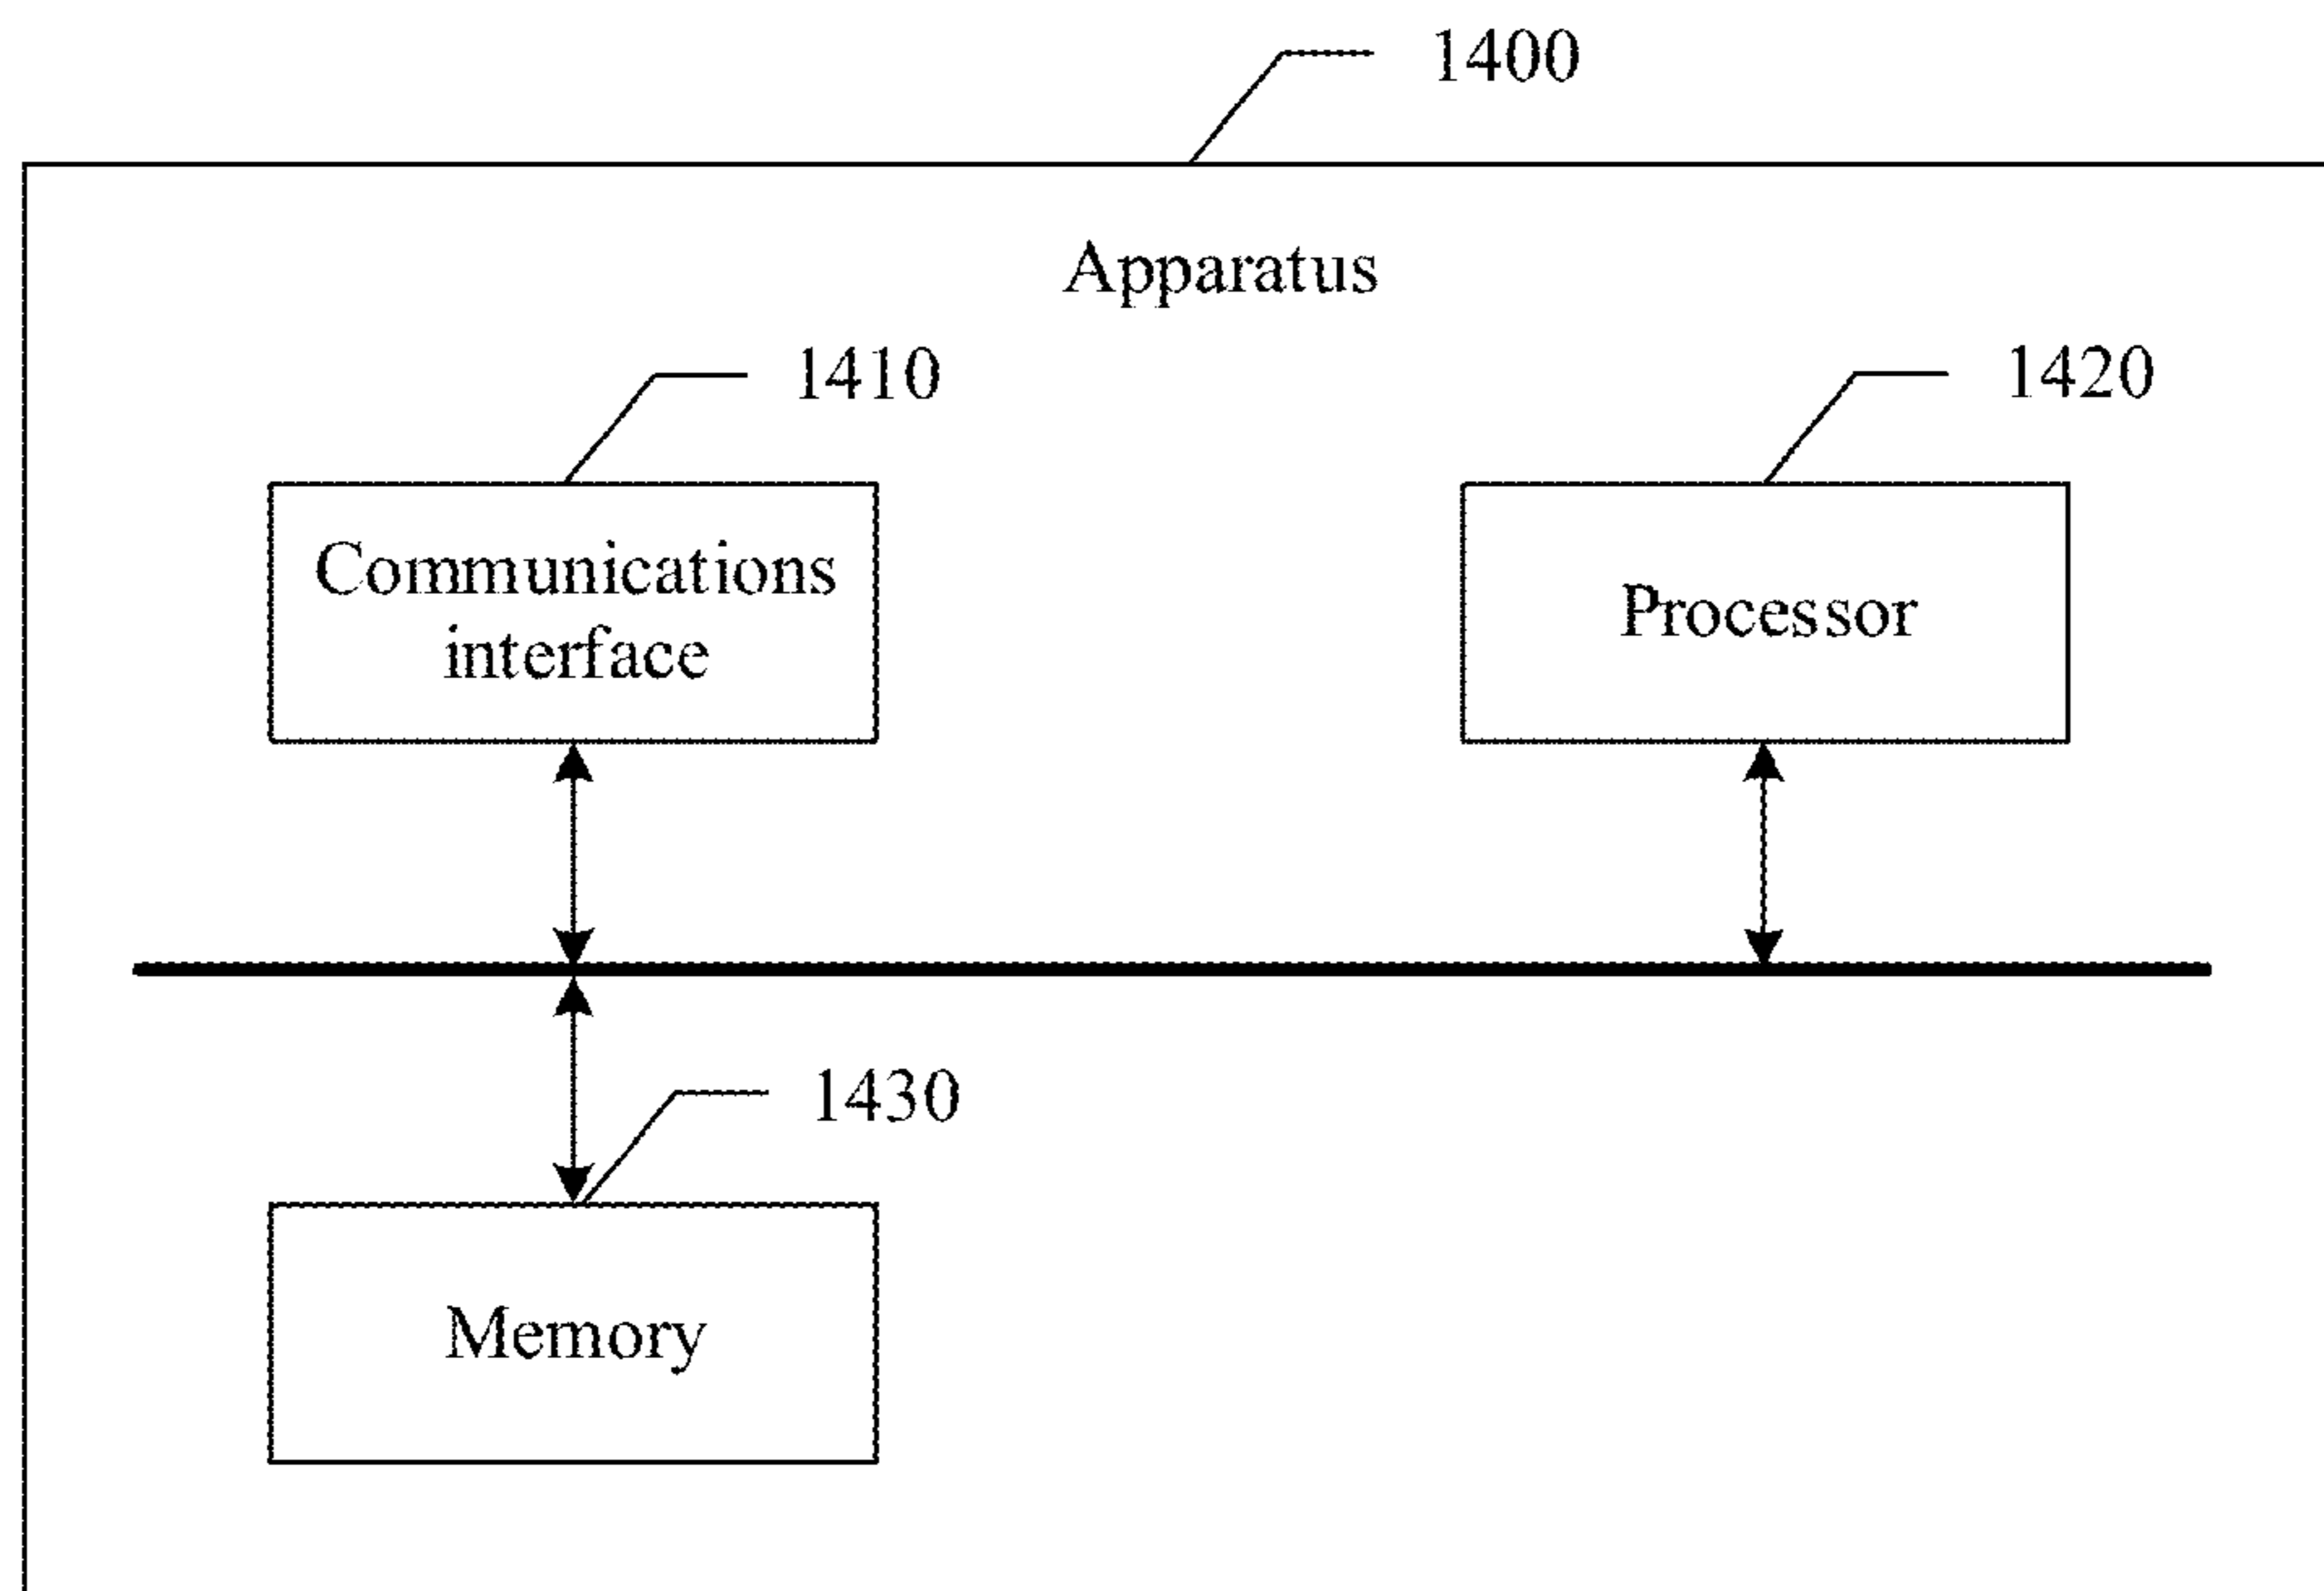 1400
Apparatus
1410
1420
Communications
interface
Processor
1430
Memory